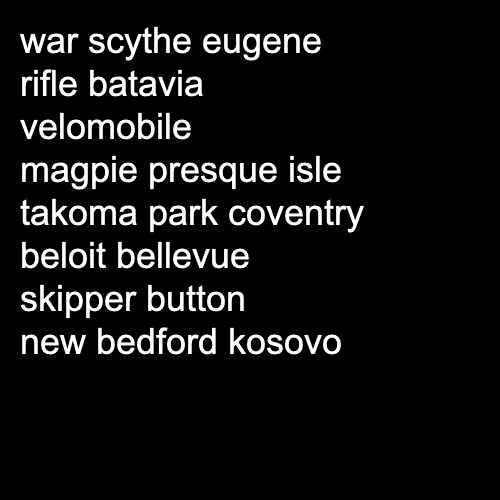 war scythe eugene
rifle batavia
velomobile
magpie presque isle
takoma park coventry
beloit bellevue
skipper button
new bedford kosovo